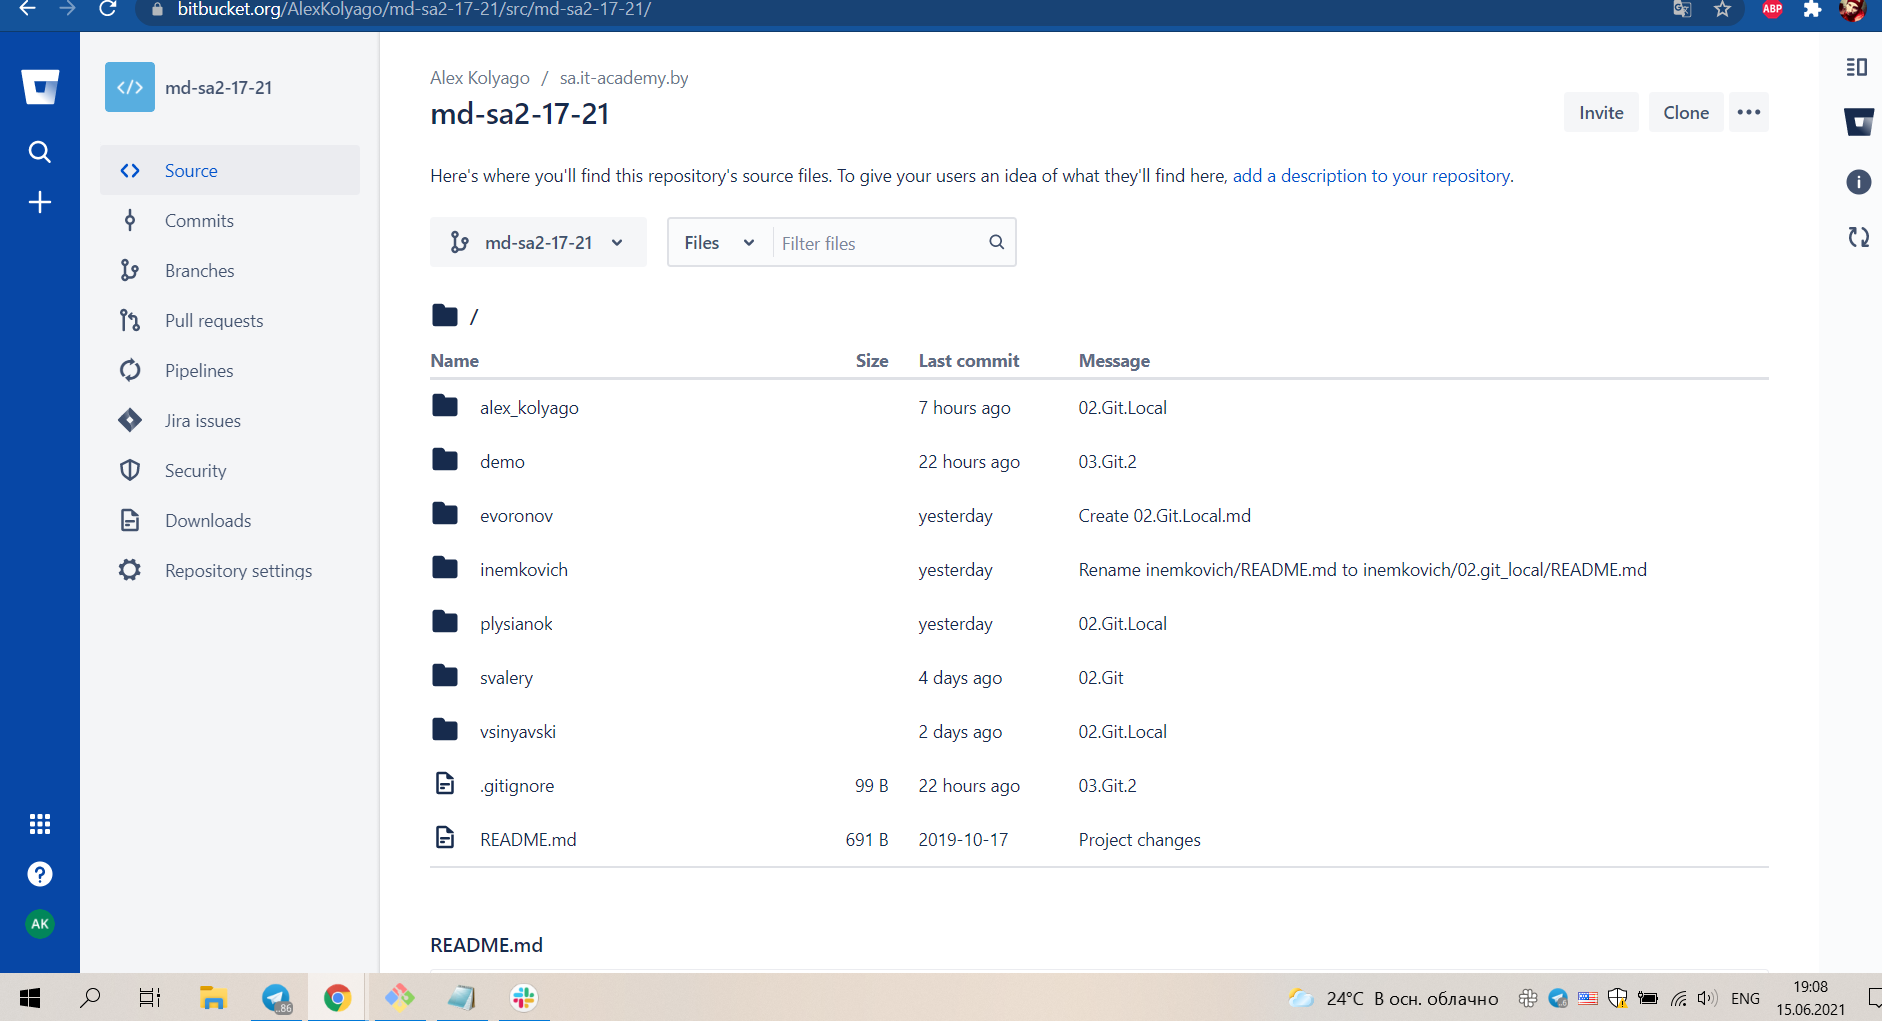 bitbucket.org/AlexKolyago/md-sa2-17-21/src/md-sa2-17-21/
ABP
md-sa2-17-21
Source
Commits
Branches
Pull requests
Pipelines
Jira issues
Security
Downloads
Repository settings
AK
Alex Kolyago / sa.it-academy.by
md-sa2-17-21
Invite
Clone
Here's where you'll find this repository's source files. To give your users an idea of what they'll find here, add a description to your repository.
md-sa2-17-21
Files
Filter files
/
Name Size Last commit Message
alex_kolyago 7 hours ago 02.Git.Local
demo 22 hours ago 03.Git.2
evoronov yesterday Create 02.Git.Local.md
inemkovich yesterday Rename inemkovich/README.md to inemkovich/02.git_local/README.md
plysianok yesterday 02.Git.Local
svalery 4 days ago 02.Git
vsinyavski 2 days ago 02.Git.Local
.gitignore 99 B 22 hours ago 03.Git.2
README.md 691 B 2019-10-17 Project changes
README.md
..86
24°C В осн. облачно
ENG
19:08
15.06.2021